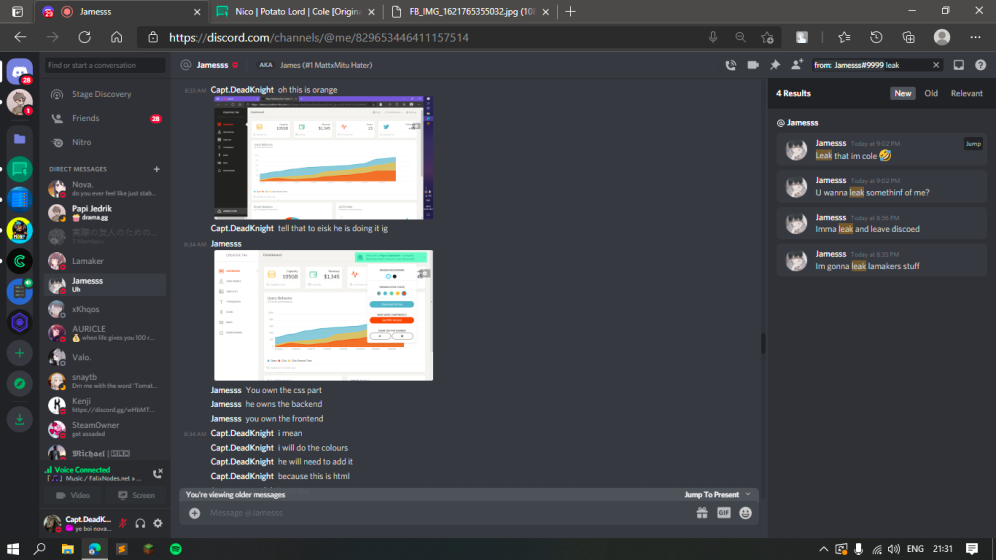 Jamesss
Nico | Potato Lord | Cole [Origina
FB_IMG_1621765355032.jpg (108
https://discord.com/channels/@me/829653446411157514
Find or start a conversation
Jamesss
AKA
James (#1 MattxMitu Hater)
from: Jamesss#9999 leak
Stage Discovery
Friends
28
Nitro
DIRECT MESSAGES
Nova.
do you ever feel like just stab...
Papi Jedrik
drama.gg
Lamaker
Jamesss
Uh
xKhqos
AURICLE
when life gives you 100 r...
Valo.
snaytb
Dm me with the word 'Tomat...
Kenji
https://discord.gg/wHbMT...
SteamOwner
got assaded
Voice Connected
Music / FalixNodes.net » ...
Video
Screen
Capt.DeadK...
ye boi nova...
8:33 AM
Capt.DeadKnight oh this is orange
Capt.DeadKnight tell that to eisk he is doing it ig
8:34 AM
Jamesss
Dashboard
105GB
$1,345
Users Behavior
Jamesss You own the css part
Jamesss he owns the backend
Jamesss you own the frontend
8:34 AM
Capt.DeadKnight i mean
Capt.DeadKnight i will do the colours
Capt.DeadKnight he will need to add it
Capt.DeadKnight because this is html
You're viewing older messages
Jump To Present
Message @Jamesss
GIF
4 Results
New
Old
Relevant
@ Jamesss
Jamesss Today at 9:02 PM
Jump
Leak that im cole
Jamesss Today at 9:02 PM
U wanna leak somethinf of me?
Jamesss Today at 8:56 PM
Imma leak and leave discoed
Jamesss Today at 8:35 PM
Im gonna leak lamakers stuff
ENG
21:31